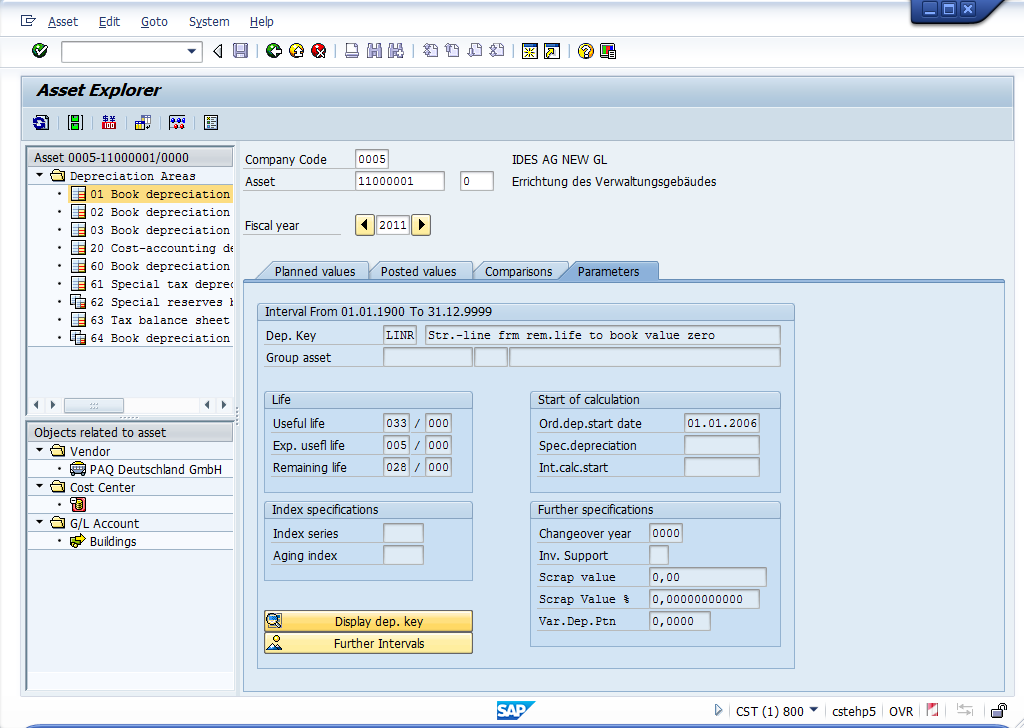 Asset Edit Goto System Help
Asset Explorer
Asset 0005-11000001/0000
Depreciation Areas
01 Book depreciation
02 Book depreciation
03 Book depreciation
20 Cost-accounting de
60 Book depreciation
61 Special tax deprec
62 Special reserves
63 Tax balance sheet
64 Book depreciation
Objects related to asset
Vendor
PAQ Deutschland GmbH
Cost Center
G/L Account
Buildings
Company Code 0005 IDES AG NEW GL
Asset 11000001 0 Errichtung des Verwaltungsgebäudes
Fiscal year 2011
Planned values Posted values Comparisons Parameters
Interval From 01.01.1900 To 31.12.9999
Dep. Key LINR Str.-line frm rem.life to book value zero
Group asset
Life
Useful life 033 / 000
Exp. usefl life 005 / 000
Remaining life 028 / 000
Start of calculation
Ord.dep.start date 01.01.2006
Spec.depreciation
Int.calc.start
Index specifications
Index series
Aging index
Further specifications
Changeover year 0000
Inv. Support
Scrap value 0,00
Scrap Value % 0,00000000000
Var.Dep.Ptn 0,0000
Display dep. key
Further Intervals
SAP
CST (1) 800 cstehp5 OVR